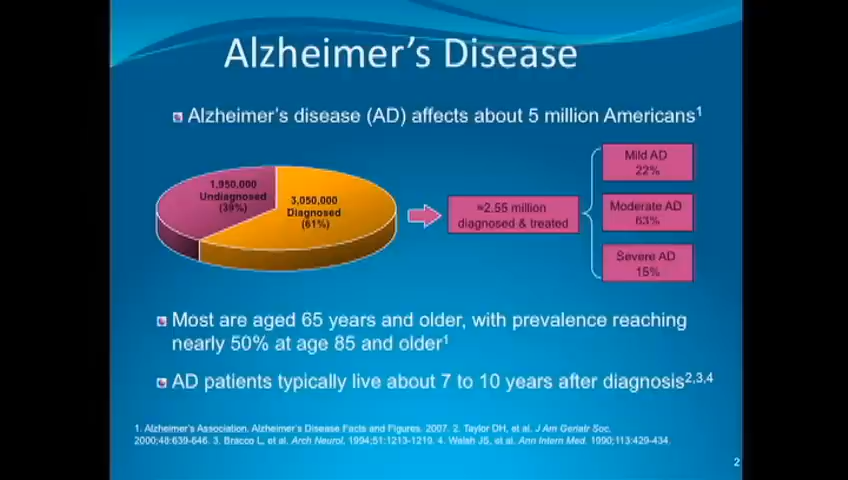 Alzheimer's Disease
Alzheimer's disease (AD) affects about 5 million Americans1
1,950,000
Undiagnosed
(39%)
3,050,000
Diagnosed
(61%)
≈2.55 million
diagnosed & treated
Mild AD
22%
Moderate AD
63%
Severe AD
15%
Most are aged 65 years and older, with prevalence reaching
nearly 50% at age 85 and older1
AD patients typically live about 7 to 10 years after diagnosis2,3,4
1. Alzheimer's Association. Alzheimer's Disease Facts and Figures. 2007. 2. Taylor DH, et al. J Am Geriatr Soc.
2000;48:639-646. 3. Bracco L, et al. Arch Neurol. 1994;51:1213-1219. 4. Walsh JS, et al. Ann Intern Med. 1990;113:429-434.
2